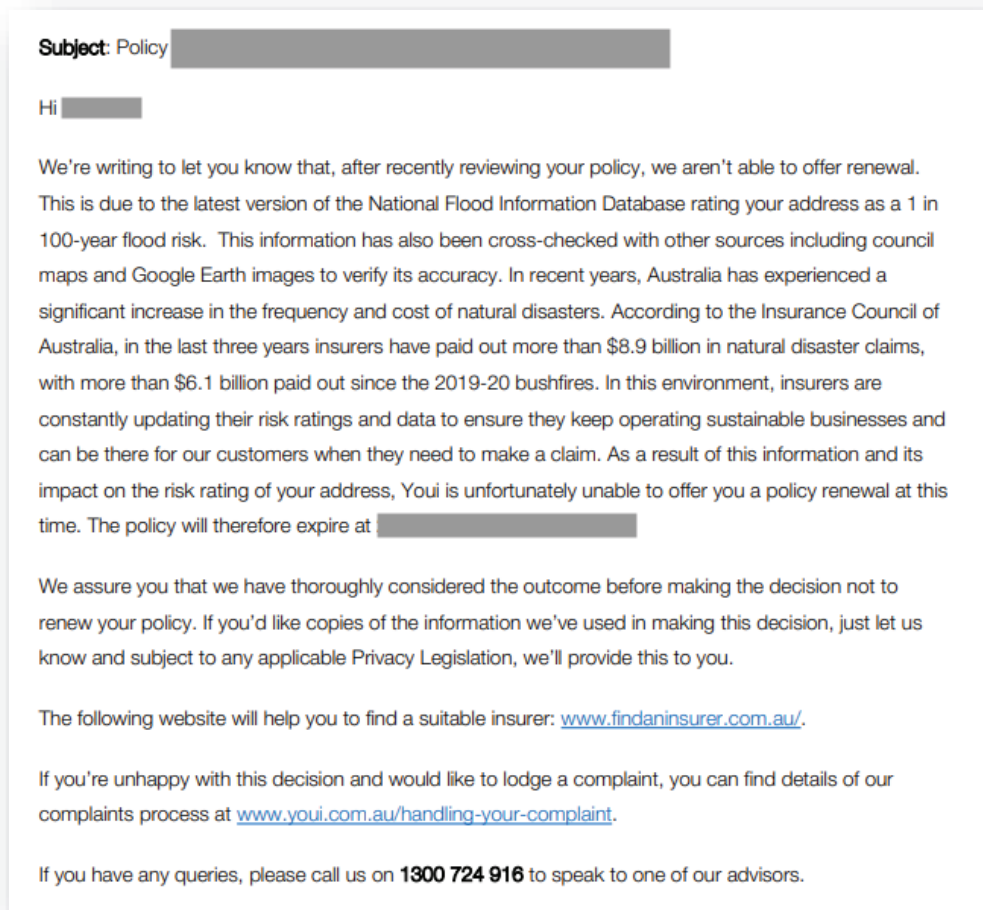 Subject: Policy
Hi
We're writing to let you know that, after recently reviewing your policy, we aren't able to offer renewal.
This is due to the latest version of the National Flood Information Database rating your address as a 1 in
100-year flood risk.  This information has also been cross-checked with other sources including council
maps and Google Earth images to verify its accuracy. In recent years, Australia has experienced a
significant increase in the frequency and cost of natural disasters. According to the Insurance Council of
Australia, in the last three years insurers have paid out more than $8.9 billion in natural disaster claims,
with more than $6.1 billion paid out since the 2019-20 bushfires. In this environment, insurers are
constantly updating their risk ratings and data to ensure they keep operating sustainable businesses and
can be there for our customers when they need to make a claim. As a result of this information and its
impact on the risk rating of your address, Youi is unfortunately unable to offer you a policy renewal at this
time. The policy will therefore expire at
We assure you that we have thoroughly considered the outcome before making the decision not to
renew your policy. If you'd like copies of the information we've used in making this decision, just let us
know and subject to any applicable Privacy Legislation, we'll provide this to you.
The following website will help you to find a suitable insurer: www.findaninsurer.com.au/.
If you're unhappy with this decision and would like to lodge a complaint, you can find details of our
complaints process at www.youi.com.au/handling-your-complaint.
If you have any queries, please call us on 1300 724 916 to speak to one of our advisors.